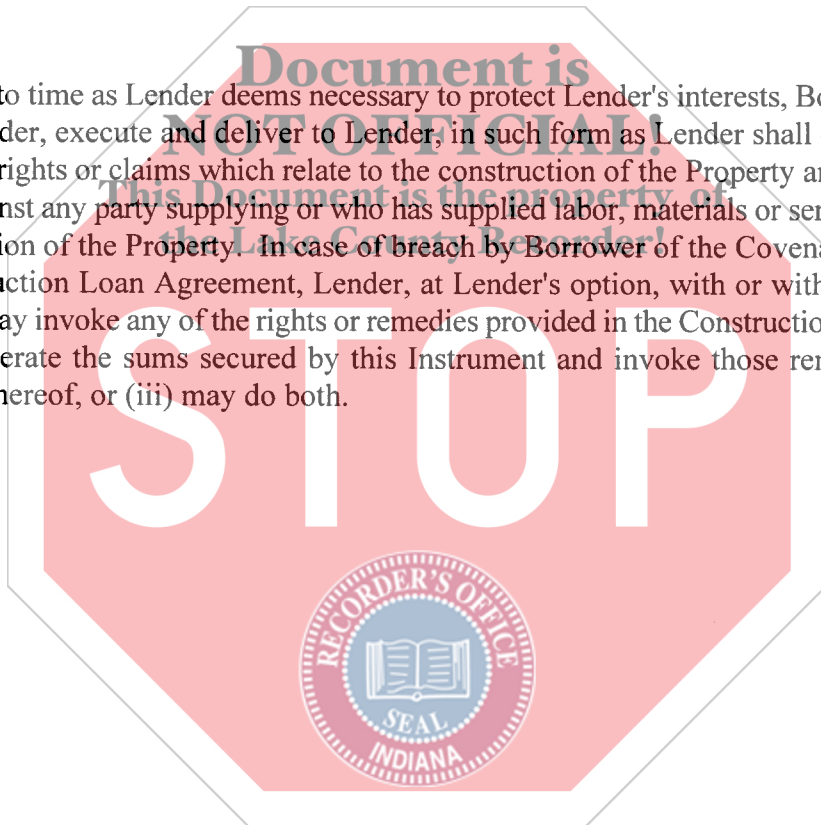 Document is
to time as Lender deems necessary to protect Lender's interests, Bo
der, execute and deliver to Lender, in such form as Lender shall
NOT OFFICIAL!
rights or claims which relate to the construction of the Property an
This Document is the property of
nst any party supplying or who has supplied labor, materials or ser
the Lake County Recorder!
ion of the Property. In case of breach by Borrower of the Covena
uction Loan Agreement, Lender, at Lender's option, with or with
ay invoke any of the rights or remedies provided in the Constructio
erate the sums secured by this Instrument and invoke those rem
hereof, or (iii) may do both.
STOP
RECORDER'S OFFICE
SEAL
INDIANA